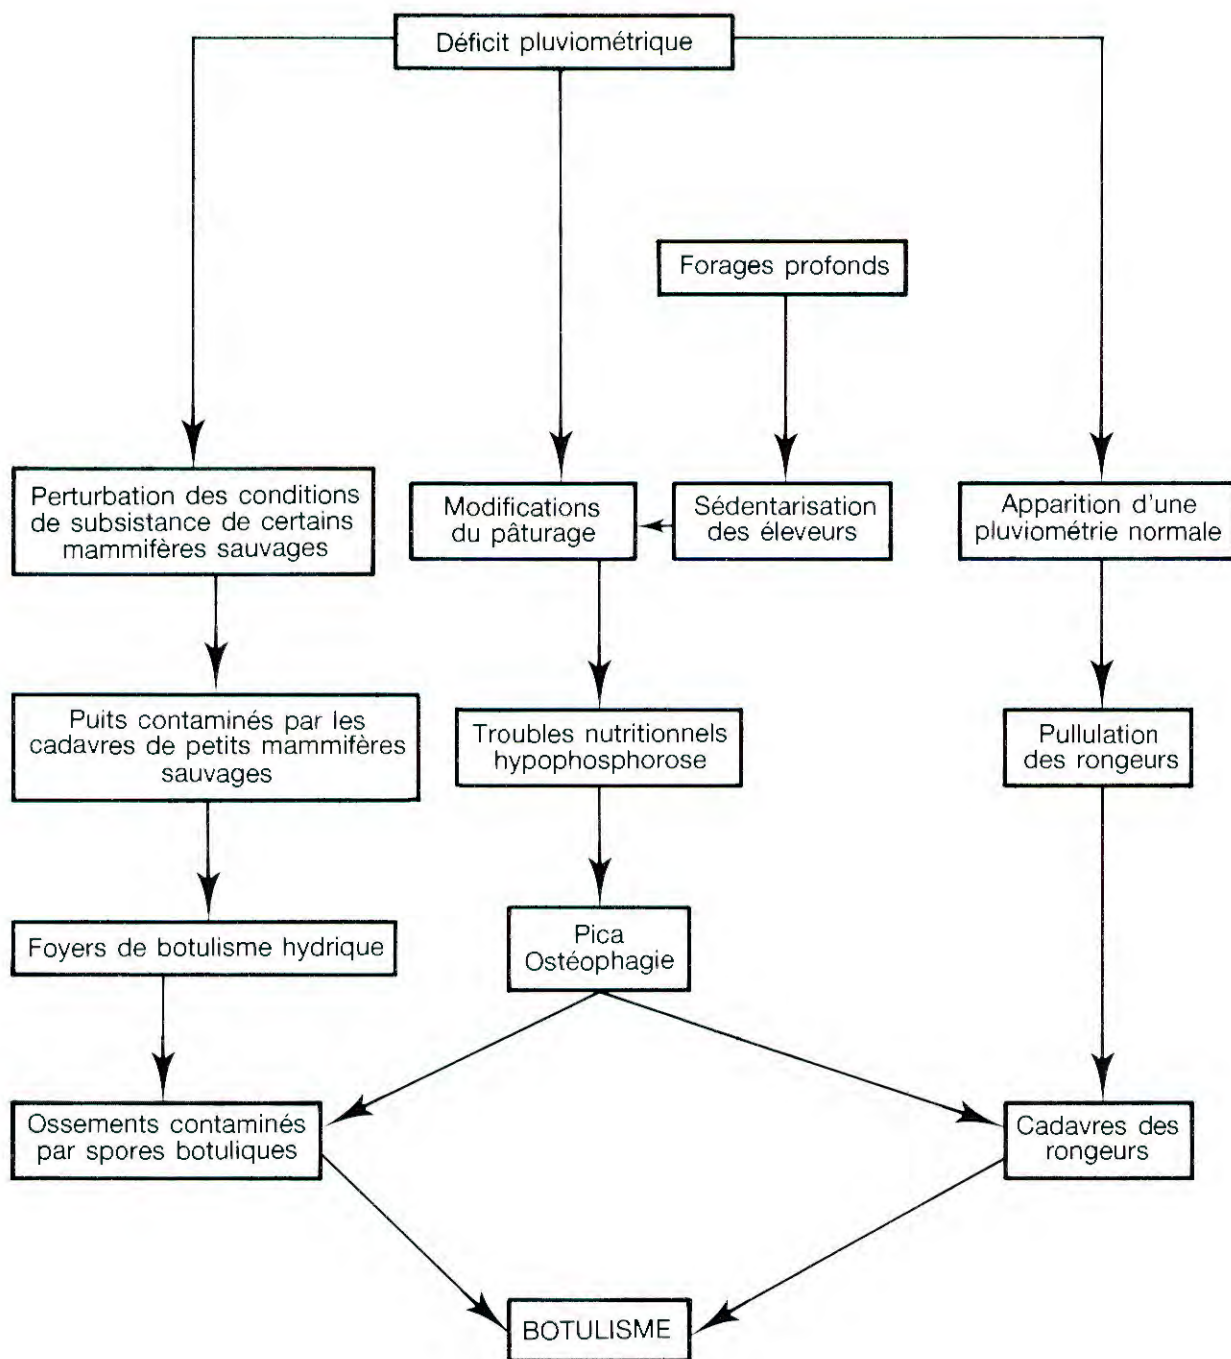 Déficit pluviométrique
Forages profonds
Perturbation des conditions
de subsistance de certains
mammifères sauvages
Modifications
du pâturage
Sédentarisation
des éleveurs
Apparition d'une
pluviométrie normale
Puits contaminés par les
cadavres de petits mammifères
sauvages
Troubles nutritionnels
hypophosphorose
Pullulation
des rongeurs
Foyers de botulisme hydrique
Pica
Ostéophagie
Ossements contaminés
par spores botuliques
Cadavres des
rongeurs
BOTULISME